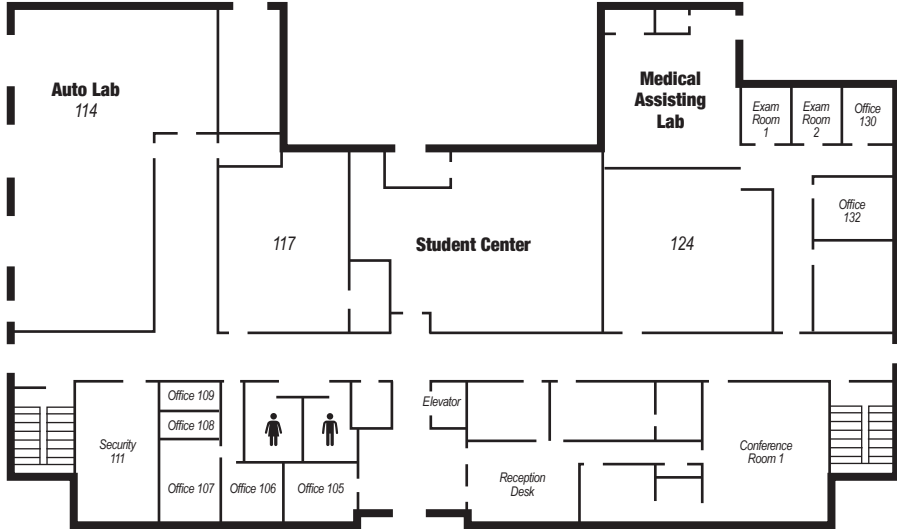 Auto Lab
114
Medical
Assisting
Lab
Exam
Room
1
Exam
Room
2
Office
130
Office
132
117
Student Center
124
Office 109
Office 108
Security
111
Office 107
Office 106
Office 105
Elevator
Reception
Desk
Conference
Room 1